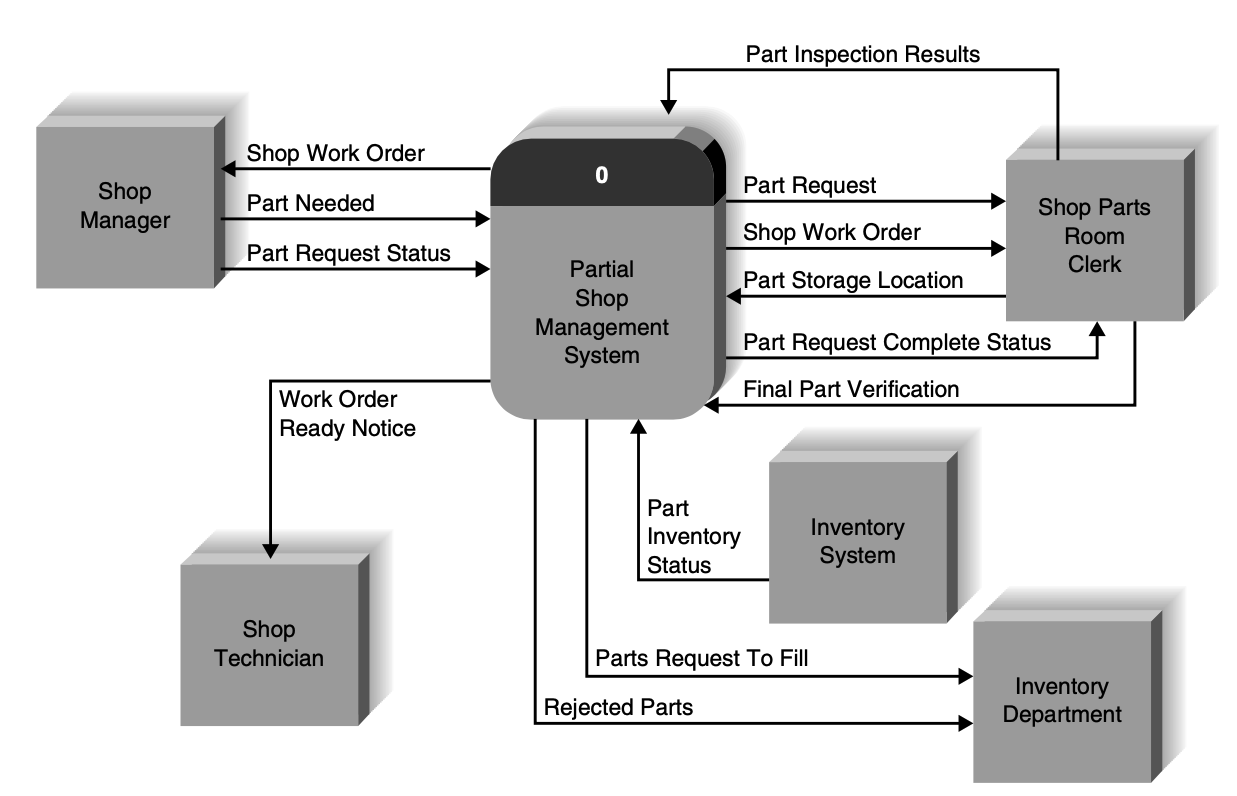 Part Inspection Results
Shop
Manager
Shop Work Order
Part Needed
Part Request Status
0
Partial
Shop
Management
System
Part Request
Shop Work Order
Part Storage Location
Part Request Complete Status
Final Part Verification
Shop Parts
Room
Clerk
Work Order
Ready Notice
Shop
Technician
Part
Inventory
Status
Inventory
System
Parts Request To Fill
Rejected Parts
Inventory
Department